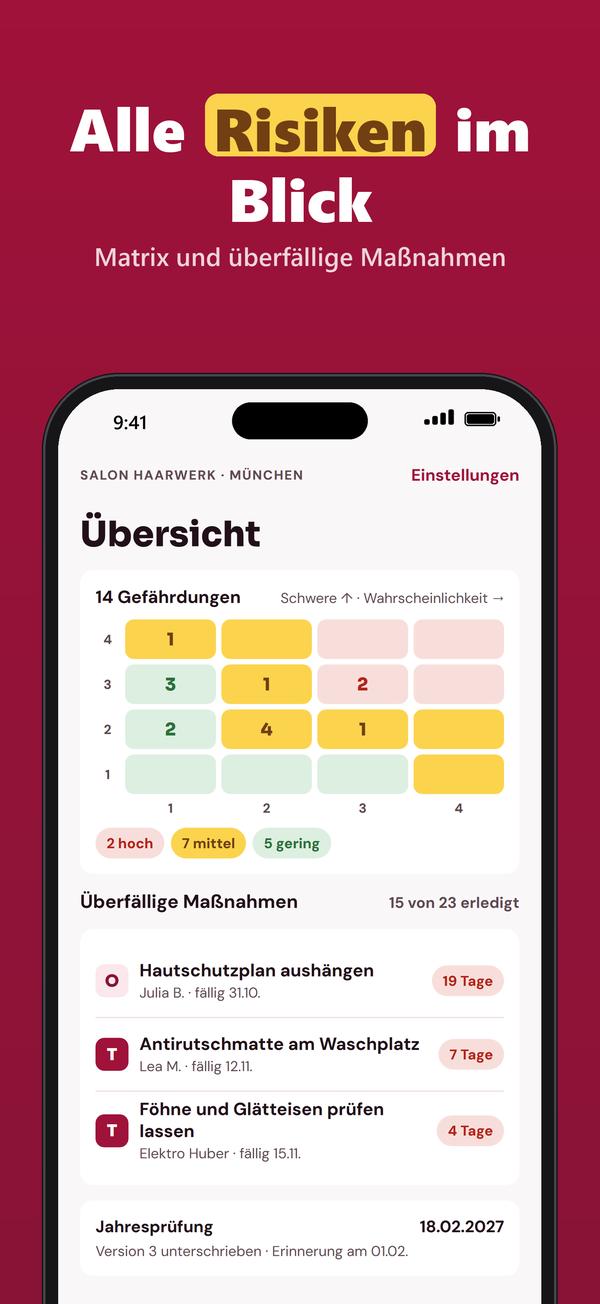 Alle Risiken im
Blick
Matrix und überfällige Maßnahmen
9:41
SALON HAARWERK · MÜNCHEN
Einstellungen
Übersicht
14 Gefährdungen
Schwere ↑ · Wahrscheinlichkeit →
4 1
3 3 1 2
2 2 4 1
1
1 2 3 4
2 hoch 7 mittel 5 gering
Überfällige Maßnahmen
15 von 23 erledigt
O
Hautschutzplan aushängen
Julia B. · fällig 31.10.
19 Tage
T
Antirutschmatte am Waschplatz
Lea M. · fällig 12.11.
7 Tage
T
Föhne und Glätteisen prüfen
lassen
Elektro Huber · fällig 15.11.
4 Tage
Jahresprüfung
18.02.2027
Version 3 unterschrieben · Erinnerung am 01.02.